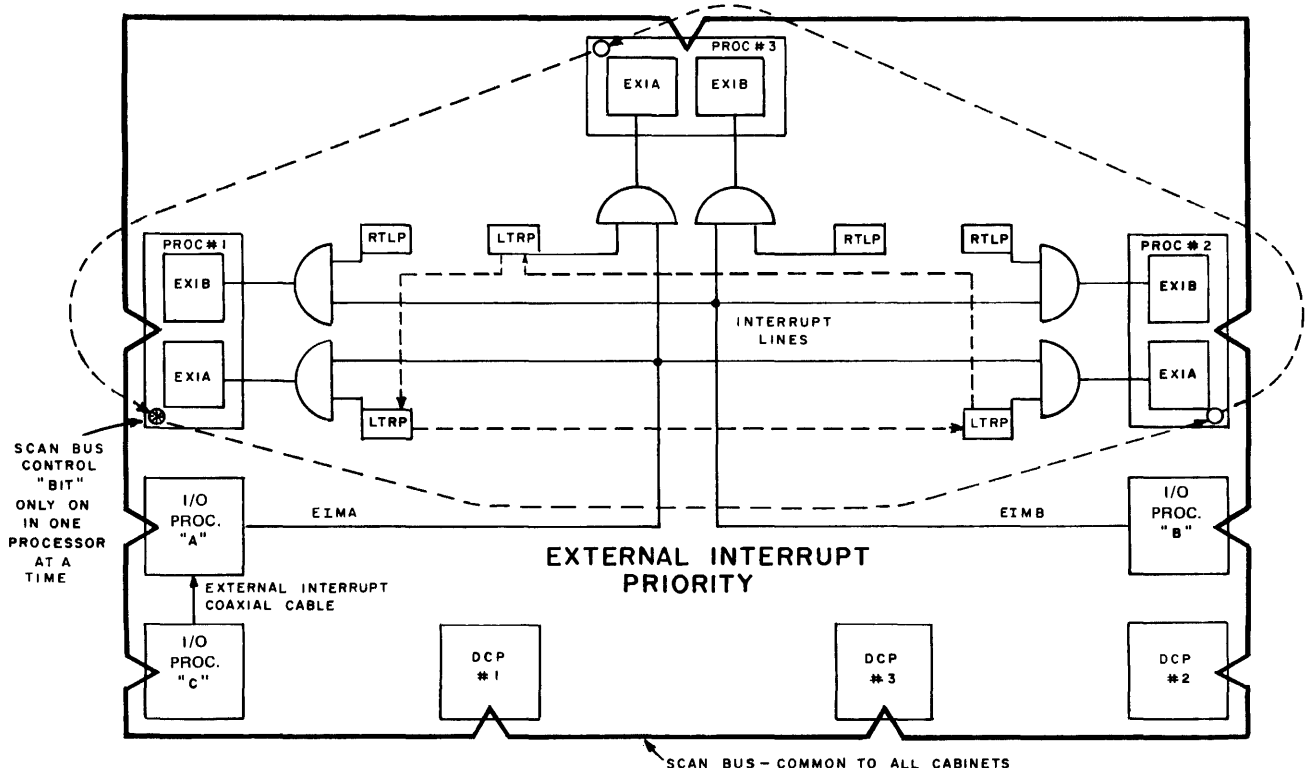 PROC#3
EXIA
EXIB
RTLP
LTRP
RTLP
RTLP
PROC#1
EXIB
EXIA
PROC#2
EXIB
EXIA
INTERRUPT
LINES
LTRP
LTRP
SCAN BUS
CONTROL
"BIT"
ONLY ON
IN ONE
PROCESSOR
AT A
TIME
I/O
PROC.
"A"
EIMA
EIMB
I/O
PROC.
"B"
EXTERNAL INTERRUPT
PRIORITY
EXTERNAL INTERRUPT
COAXIAL CABLE
I/O
PROC.
"C"
DCP
#1
DCP
#3
DCP
#2
SCAN BUS – COMMON TO ALL CABINETS